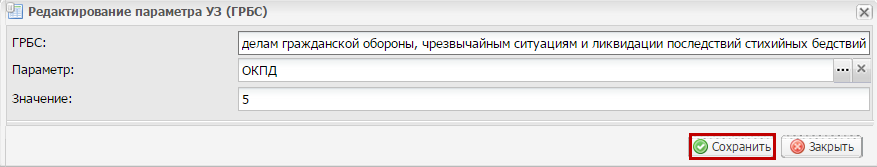 Редактирование параметра УЗ (ГРБС)
ГРБС: делам гражданской обороны, чрезвычайным ситуациям и ликвидации последствий стихийных бедствий
Параметр: ОКПД ...
Значение: 5
Сохранить Закрыть